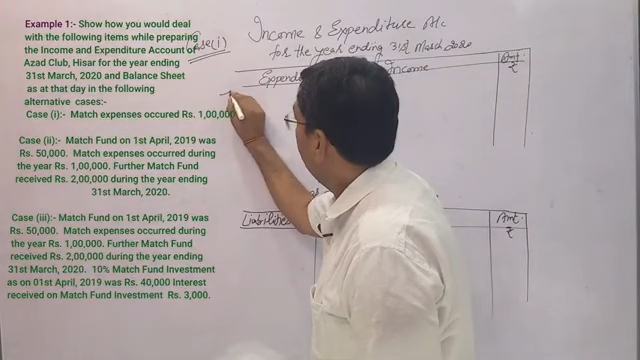 Example 1:- Show how you would deal
with the following items while preparing
the Income and Expenditure Account of
Azad Club, Hisar for the year ending
31st March, 2020 and Balance Sheet
as at that day in the following
alternative cases:-
Case (i):- Match expenses occured Rs. 1,00,000
Case (ii):- Match Fund on 1st April, 2019 was
Rs. 50,000. Match expenses occurred during
the year Rs. 1,00,000. Further Match Fund
received Rs. 2,00,000 during the year ending
31st March, 2020.
Case (iii):- Match Fund on 1st April, 2019 was
Rs. 50,000. Match expenses occurred during
the year Rs. 1,00,000. Further Match Fund
received Rs. 2,00,000 during the year ending
31st March, 2020. 10% Match Fund Investment
as on 01st April, 2019 was Rs. 40,000 Interest
received on Match Fund Investment Rs. 3,000.
Case(i)
Income & Expenditure A/c
for the year ending 31st March 2020
Income Amt.
₹
Liabilities Amt.
₹